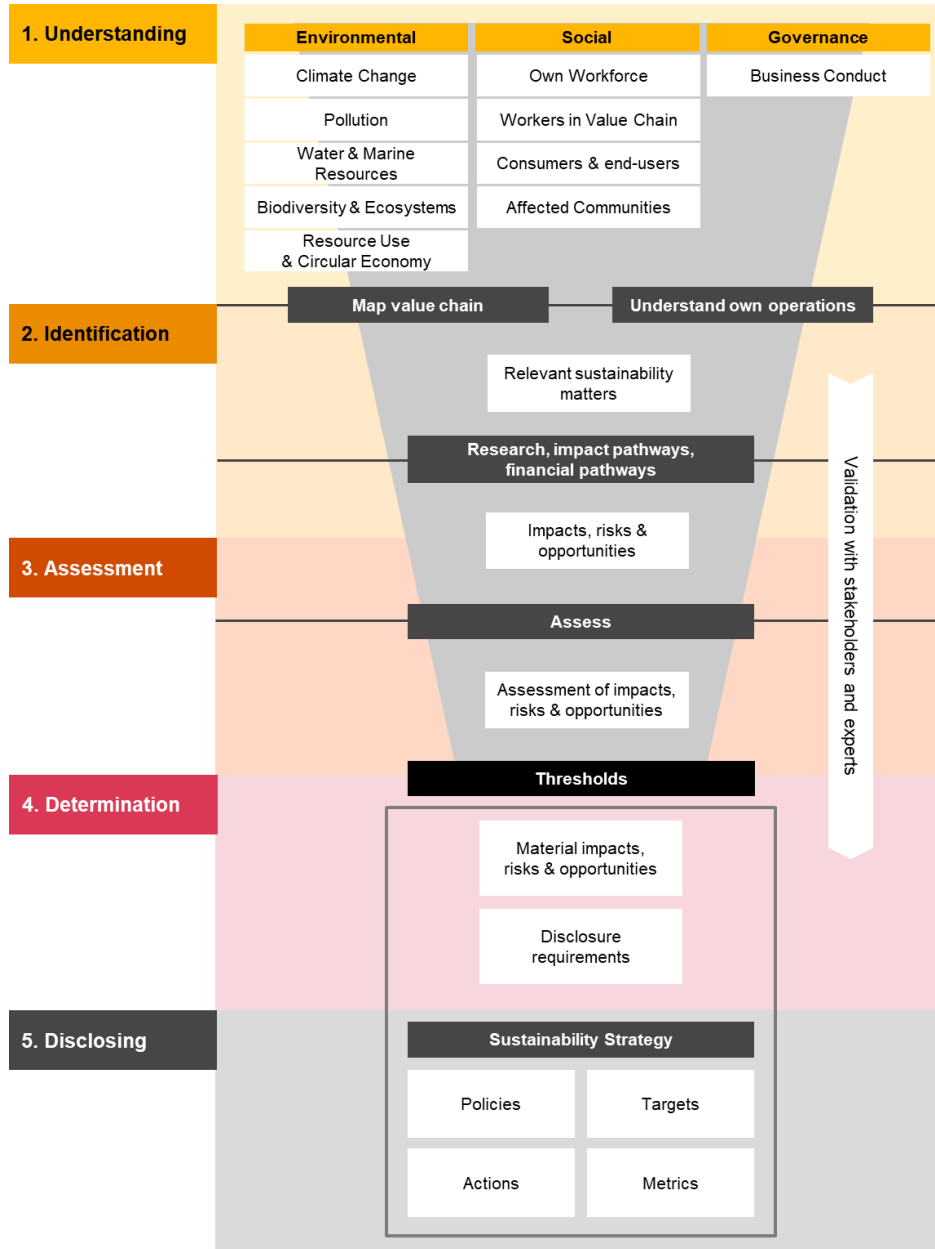 1. Understanding
Environmental
Social
Governance
Climate Change
Own Workforce
Business Conduct
Pollution
Workers in Value Chain
Water & Marine
Resources
Consumers & end-users
Biodiversity & Ecosystems
Affected Communities
Resource Use
& Circular Economy
Map value chain
Understand own operations
2. Identification
Relevant sustainability
matters
Research, impact pathways,
financial pathways
Validation with stakeholders and experts
Impacts, risks &
opportunities
3. Assessment
Assess
Assessment of impacts,
risks & opportunities
Thresholds
4. Determination
Material impacts,
risks & opportunities
Disclosure
requirements
5. Disclosing
Sustainability Strategy
Policies
Targets
Actions
Metrics